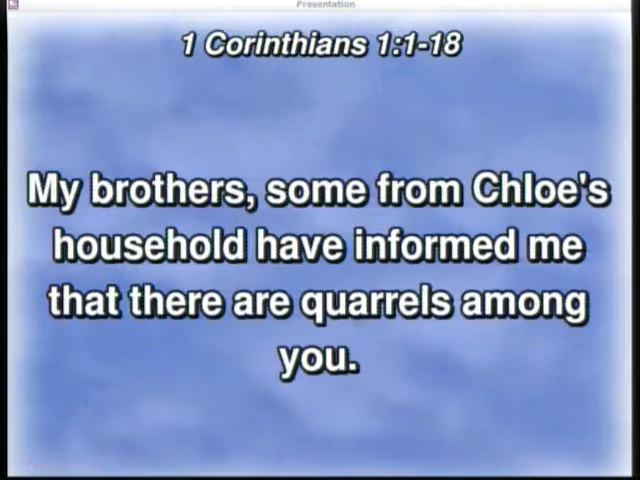 Presentation
1 Corinthians 1:1-18
My brothers, some from Chloe's
household have informed me
that there are quarrels among
you.